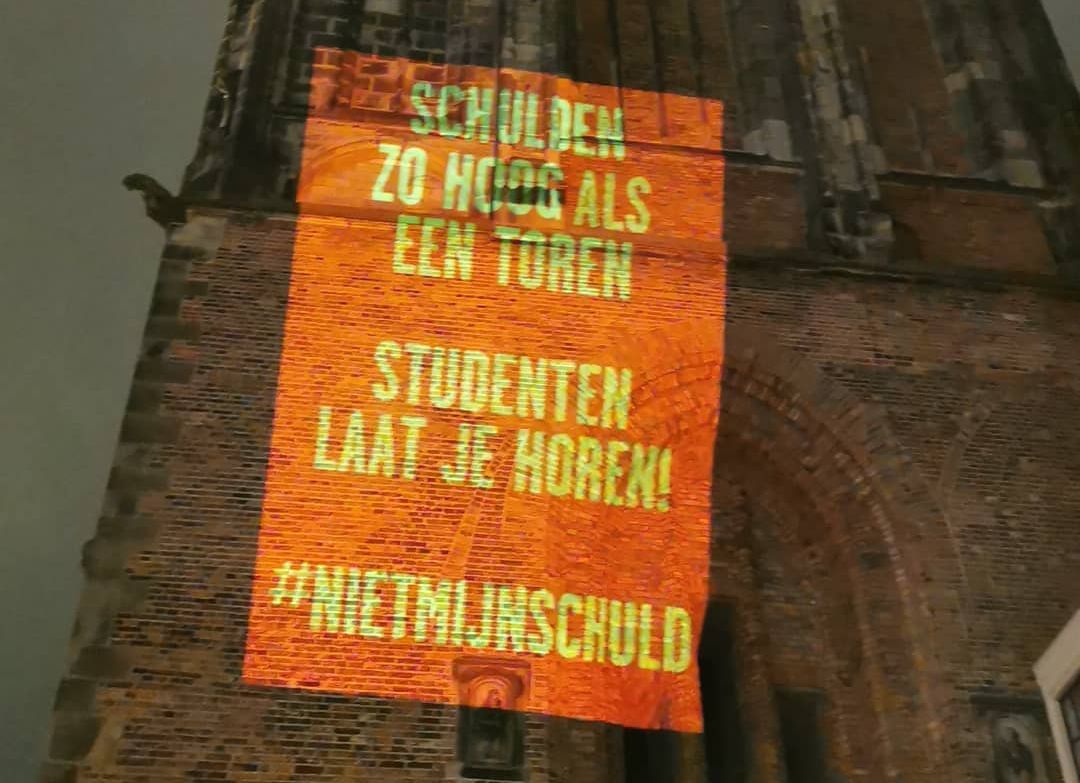 SCHULDEN
ZO HOOG ALS
EEN TOREN
STUDENTEN
LAAT JE HOREN!
#NIETMIJNSCHULD